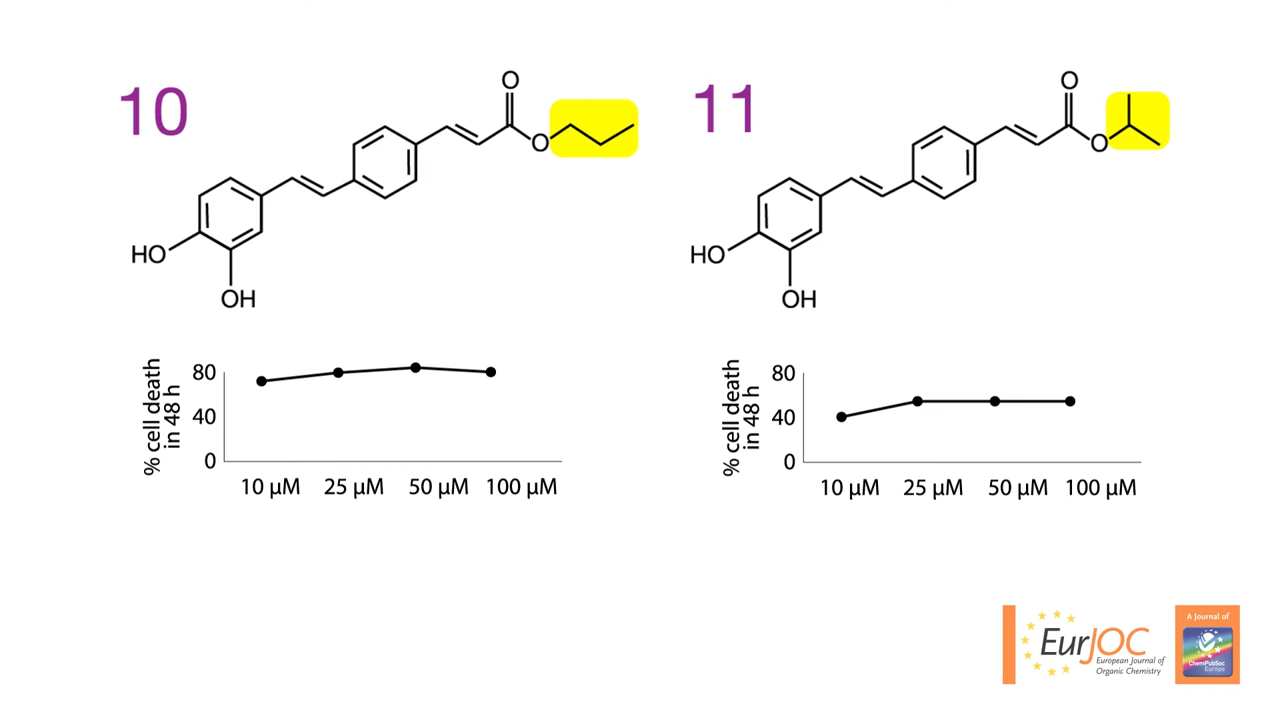 10
O
O
HO
OH
11
O
O
HO
OH
% cell death
in 48 h
80
40
0
10 µM 25 µM 50 µM 100 µM
% cell death
in 48 h
80
40
0
10 µM 25 µM 50 µM 100 µM
EurJOC
European Journal of
Organic Chemistry
A Journal of
ChemPubSoc
Europe